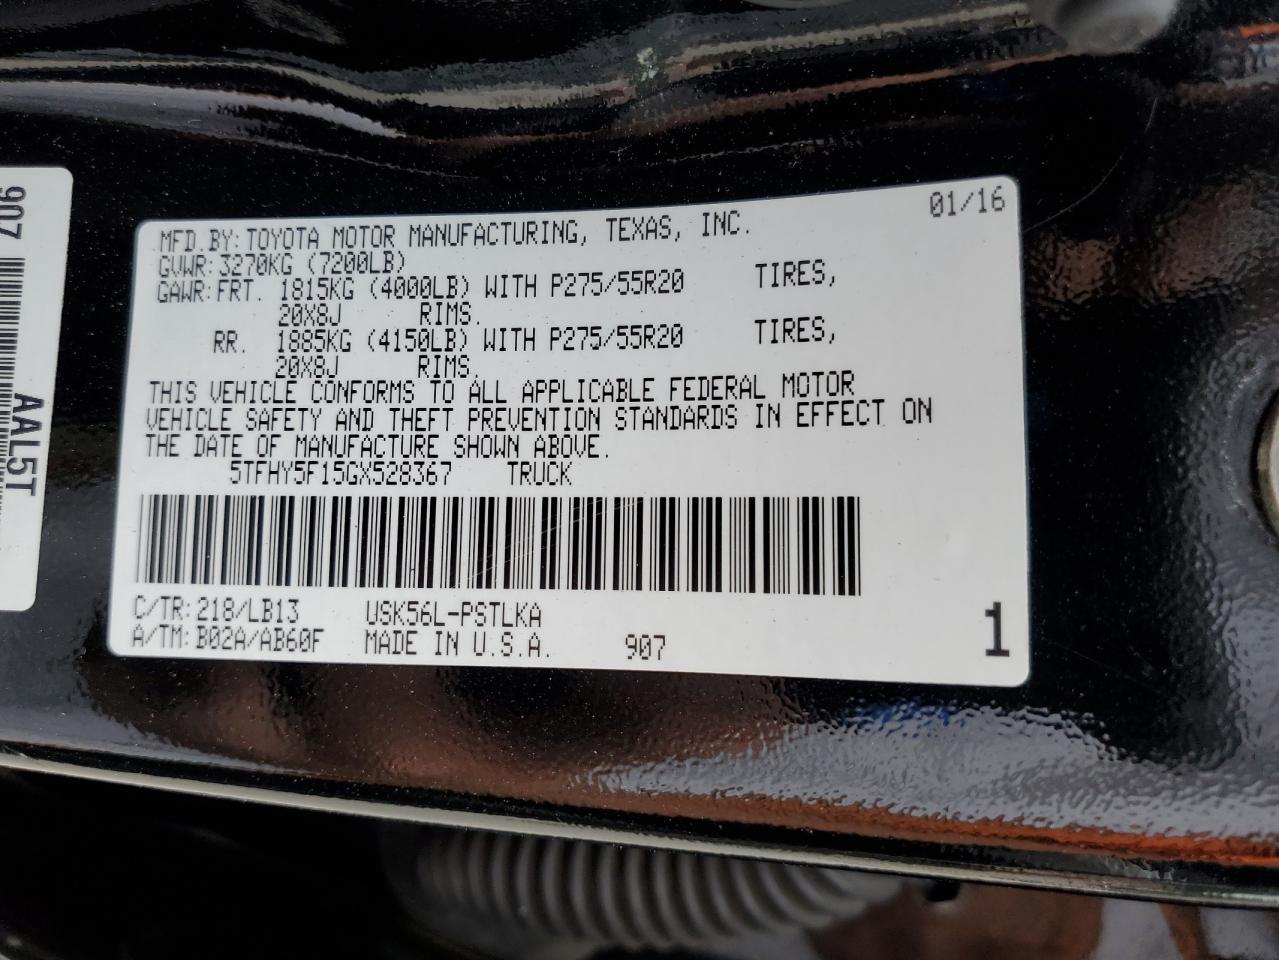 01/16
MFD.BY:TOYOTA MOTOR MANUFACTURING, TEXAS, INC.
GVWR:3270KG (7200LB)
GAWR:FRT. 1815KG (4000LB) WITH P275/55R20 TIRES,
20X8J RIMS.
RR. 1885KG (4150LB) WITH P275/55R20 TIRES,
20X8J RIMS.
THIS VEHICLE CONFORMS TO ALL APPLICABLE FEDERAL MOTOR
VEHICLE SAFETY AND THEFT PREVENTION STANDARDS IN EFFECT ON
THE DATE OF MANUFACTURE SHOWN ABOVE.
5TFHY5F15GX528367 TRUCK
C/TR:218/LB13 USK56L-PSTLKA
A/TM:B02A/AB60F MADE IN U.S.A. 907
1
907
AAL5T